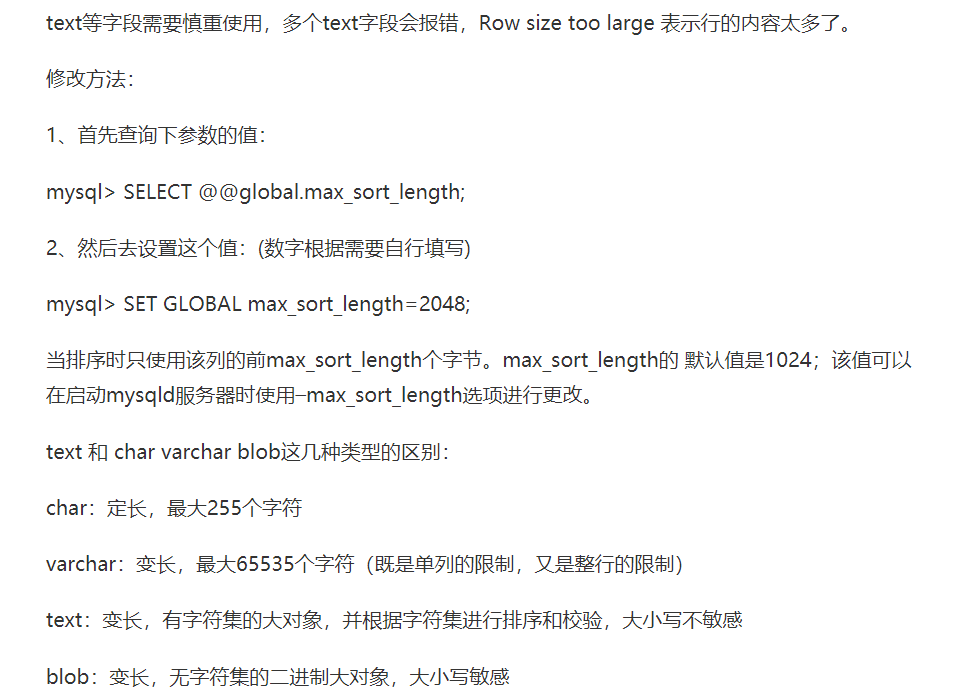 text等字段需要慎重使用，多个text字段会报错，Row size too large 表示行的内容太多了。
修改方法：
1、首先查询下参数的值：
mysql> SELECT @@global.max_sort_length;
2、然后去设置这个值：(数字根据需要自行填写)
mysql> SET GLOBAL max_sort_length=2048;
当排序时只使用该列的前max_sort_length个字节。max_sort_length的 默认值是1024；该值可以
在启动mysqld服务器时使用–max_sort_length选项进行更改。
text 和 char varchar blob这几种类型的区别：
char：定长，最大255个字符
varchar：变长，最大65535个字符（既是单列的限制，又是整行的限制）
text：变长，有字符集的大对象，并根据字符集进行排序和校验，大小写不敏感
blob：变长，无字符集的二进制大对象，大小写敏感